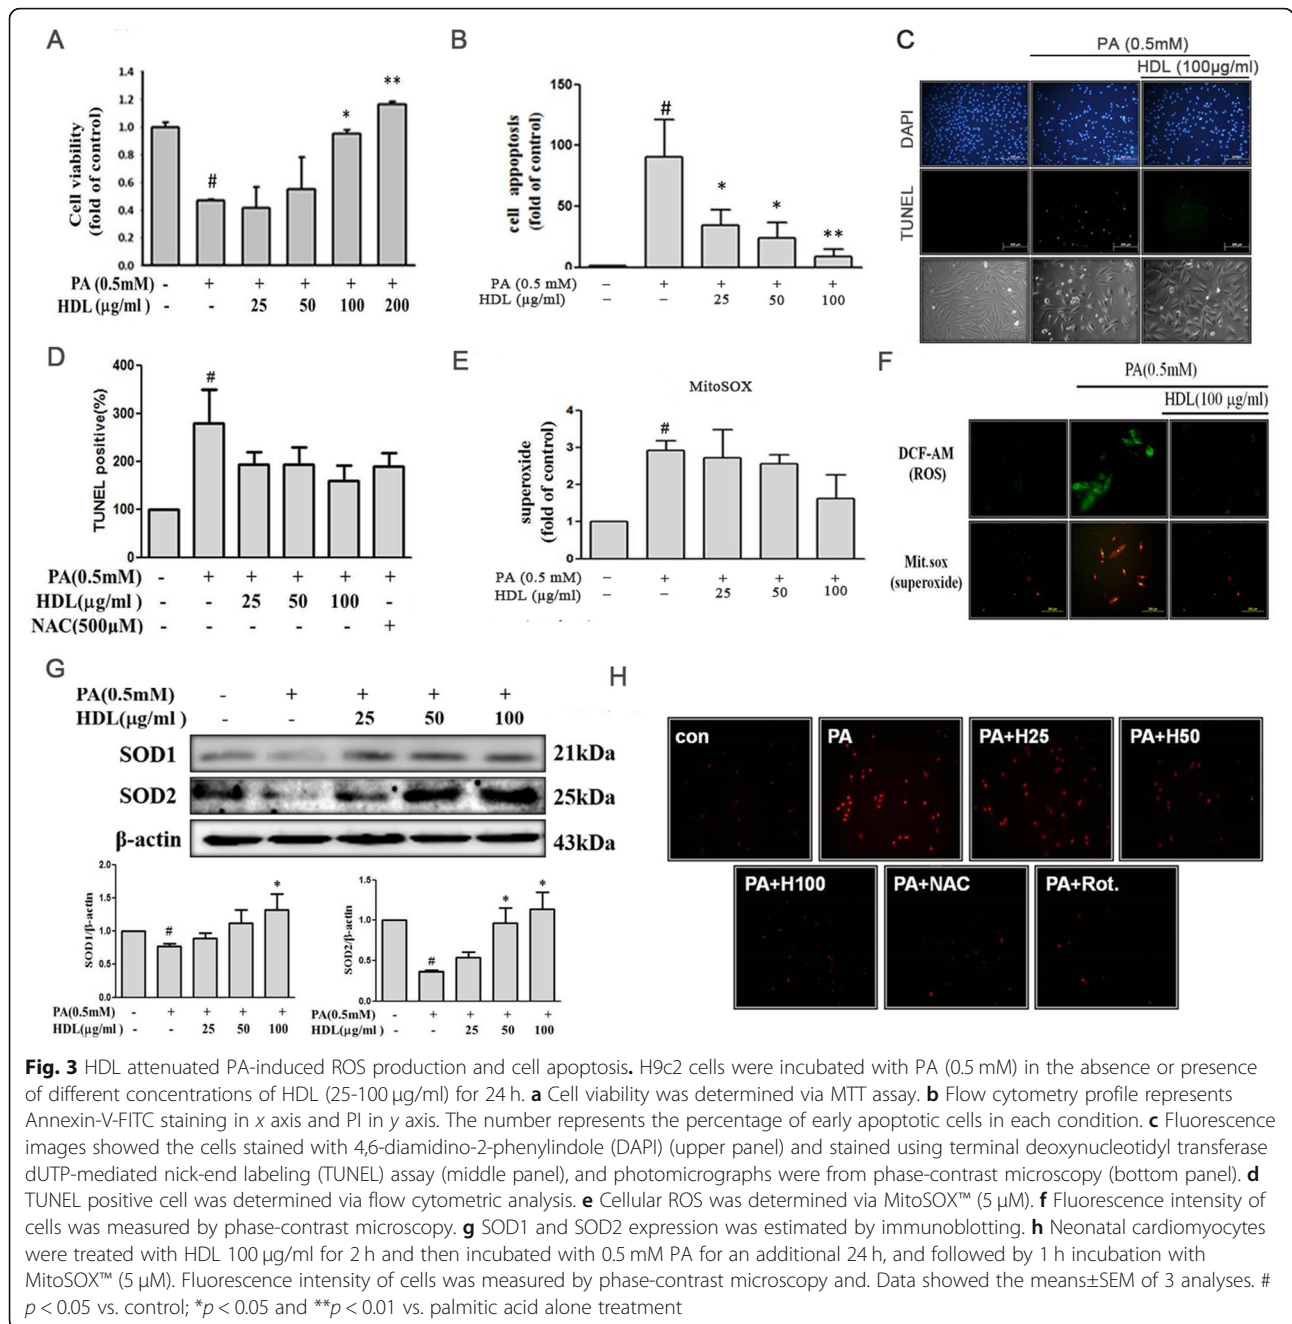 A
Cell viability
(fold of control)
1.4
1.2
1.0
0.8
0.6
0.4
0.2
0.0
#
*
**
PA (0.5mM) - + + + + +
HDL (µg/ml) - - 25 50 100 200
B
cell appoptosis
(fold of control)
150
100
50
0
#
*
*
**
PA (0.5 mM) – + + + +
HDL (µg/ml) – – 25 50 100
C
PA (0.5mM)
HDL (100µg/ml)
DAPI
TUNEL
D
TUNEL positive(%)
400
300
200
100
0
#
PA(0.5mM) - + + + + +
HDL(µg/ml) - - 25 50 100 -
NAC(500µM) - - - - - +
E
MitoSOX
superoxide
(fold of control)
4
3
2
1
0
#
PA (0.5 mM) – + + + +
HDL (µg/ml) – – 25 50 100
F
PA(0.5mM)
HDL(100 µg/ml)
DCF-AM
(ROS)
Mit.sox
(superoxide)
G
PA(0.5mM) - + + + +
HDL(µg/ml) - - 25 50 100
SOD1 21kDa
SOD2 25kDa
β-actin 43kDa
SOD1/β-actin
2.0
1.5
1.0
0.5
0.0
#
*
PA(0.5mM) - + + + +
HDL(µg/ml) - - 25 50 100
SOD2/β-actin
1.5
1.0
0.5
0.0
#
*
*
PA(0.5mM) - + + + +
HDL(µg/ml) - - 25 50 100
H
con PA PA+H25 PA+H50
PA+H100 PA+NAC PA+Rot.
Fig. 3 HDL attenuated PA-induced ROS production and cell apoptosis. H9c2 cells were incubated with PA (0.5 mM) in the absence or presence
of different concentrations of HDL (25-100 µg/ml) for 24 h. a Cell viability was determined via MTT assay. b Flow cytometry profile represents
Annexin-V-FITC staining in x axis and PI in y axis. The number represents the percentage of early apoptotic cells in each condition. c Fluorescence
images showed the cells stained with 4,6-diamidino-2-phenylindole (DAPI) (upper panel) and stained using terminal deoxynucleotidyl transferase
dUTP-mediated nick-end labeling (TUNEL) assay (middle panel), and photomicrographs were from phase-contrast microscopy (bottom panel). d
TUNEL positive cell was determined via flow cytometric analysis. e Cellular ROS was determined via MitoSOX™ (5 µM). f Fluorescence intensity of
cells was measured by phase-contrast microscopy. g SOD1 and SOD2 expression was estimated by immunoblotting. h Neonatal cardiomyocytes
were treated with HDL 100 µg/ml for 2 h and then incubated with 0.5 mM PA for an additional 24 h, and followed by 1 h incubation with
MitoSOX™ (5 µM). Fluorescence intensity of cells was measured by phase-contrast microscopy and. Data showed the means±SEM of 3 analyses. #
p < 0.05 vs. control; *p < 0.05 and **p < 0.01 vs. palmitic acid alone treatment